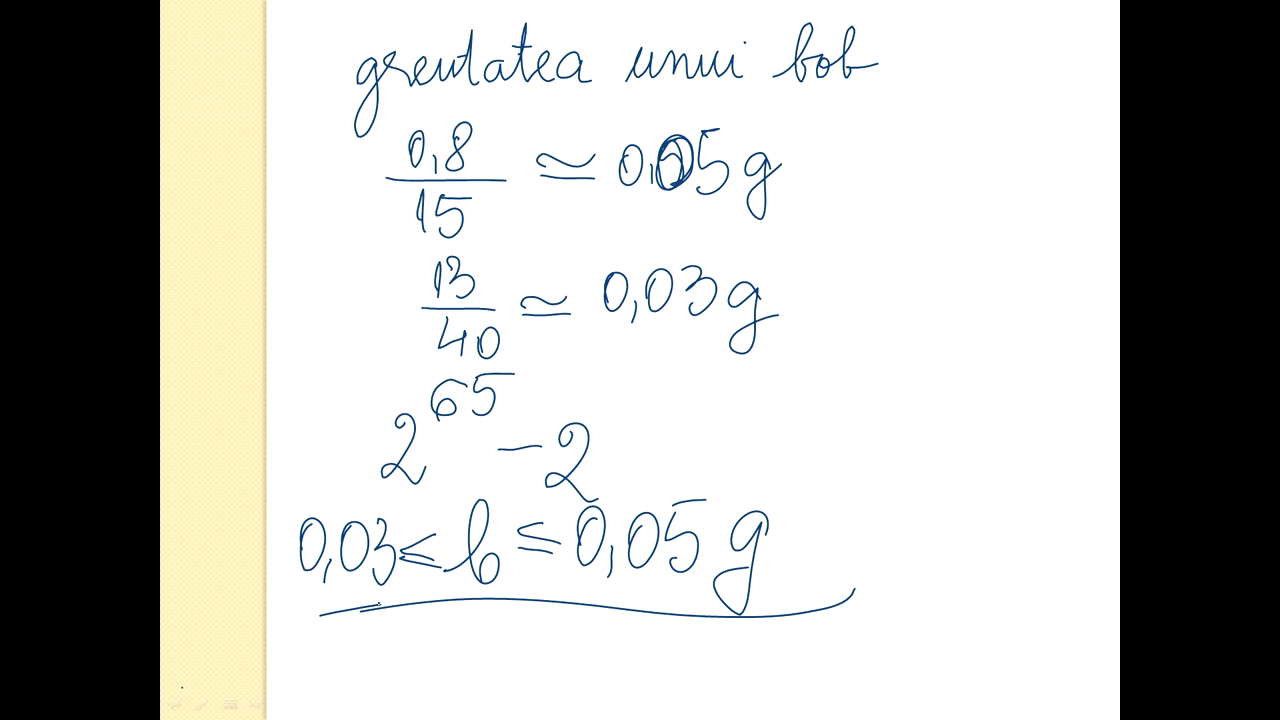 greutatea unui bob
0,8/15 ≃ 0,05 g
13/40 ≃ 0,03 g
2^65 - 2
0,03 ≤ b ≤ 0,05 g